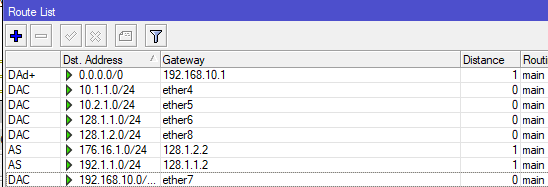 Route List
Dst. Address Gateway Distance Routi
DAd+ 0.0.0.0/0 192.168.10.1 1 main
DAC 10.1.1.0/24 ether4 0 main
DAC 10.2.1.0/24 ether5 0 main
DAC 128.1.1.0/24 ether6 0 main
DAC 128.1.2.0/24 ether8 0 main
AS 176.16.1.0/24 128.1.2.2 1 main
AS 192.1.1.0/24 128.1.1.2 1 main
DAC 192.168.10.0/... ether7 0 main